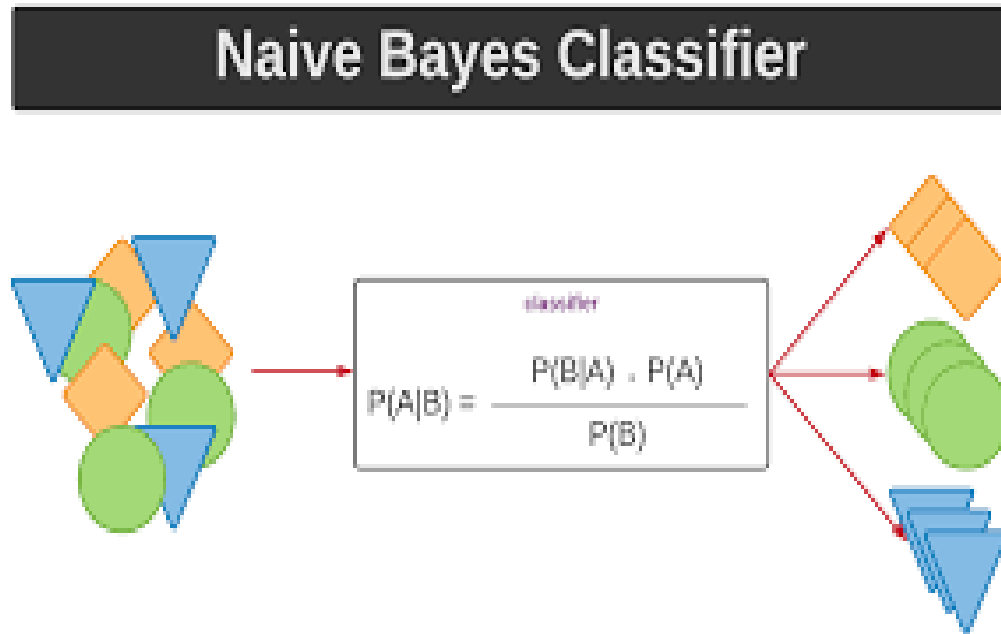 Naive Bayes Classifier
classifier
P(B|A) . P(A)
P(A|B) =
P(B)